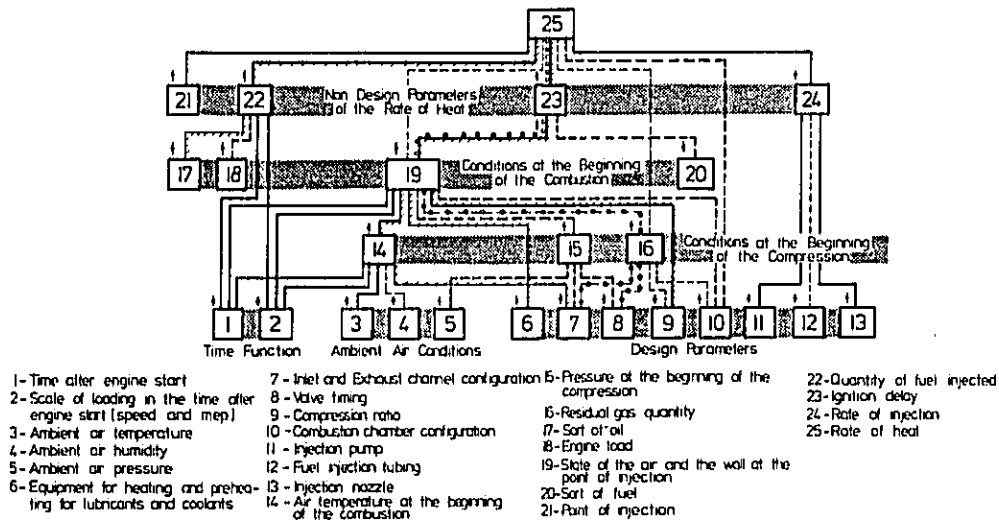 25
21 22 Non Design Parameters 23 24
of the Rate of Heat
17 18 19 Conditions at the Beginning 20
of the Combustion
14 15 16 Conditions at the Beginning
of the Compression
1 2 3 4 5 6 7 8 9 10 11 12 13
Time Function Ambient Air Conditions Design Parameters
1-Time after engine start
2-Scale of loading in the time after
engine start (speed and mep)
3-Ambient air temperature
4-Ambient air humidity
5-Ambient air pressure
6-Equipment for heating and prehea-
ting for lubricants and coolants
7-Inlet and Exhaust channel configuration
8-Valve timing
9-Compression ratio
10-Combustion chamber configuration
11-Injection pump
12-Fuel injection tubing
13-Injection nozzle
14-Air temperature at the beginning
of the combustion
15-Pressure at the beginning of the
compression
16-Residual gas quantity
17-Sort of oil
18-Engine load
19-State of the air and the wall at the
point of injection
20-Sort of fuel
21-Point of injection
22-Quantity of fuel injected
23-Ignition delay
24-Rate of injection
25-Rate of heat